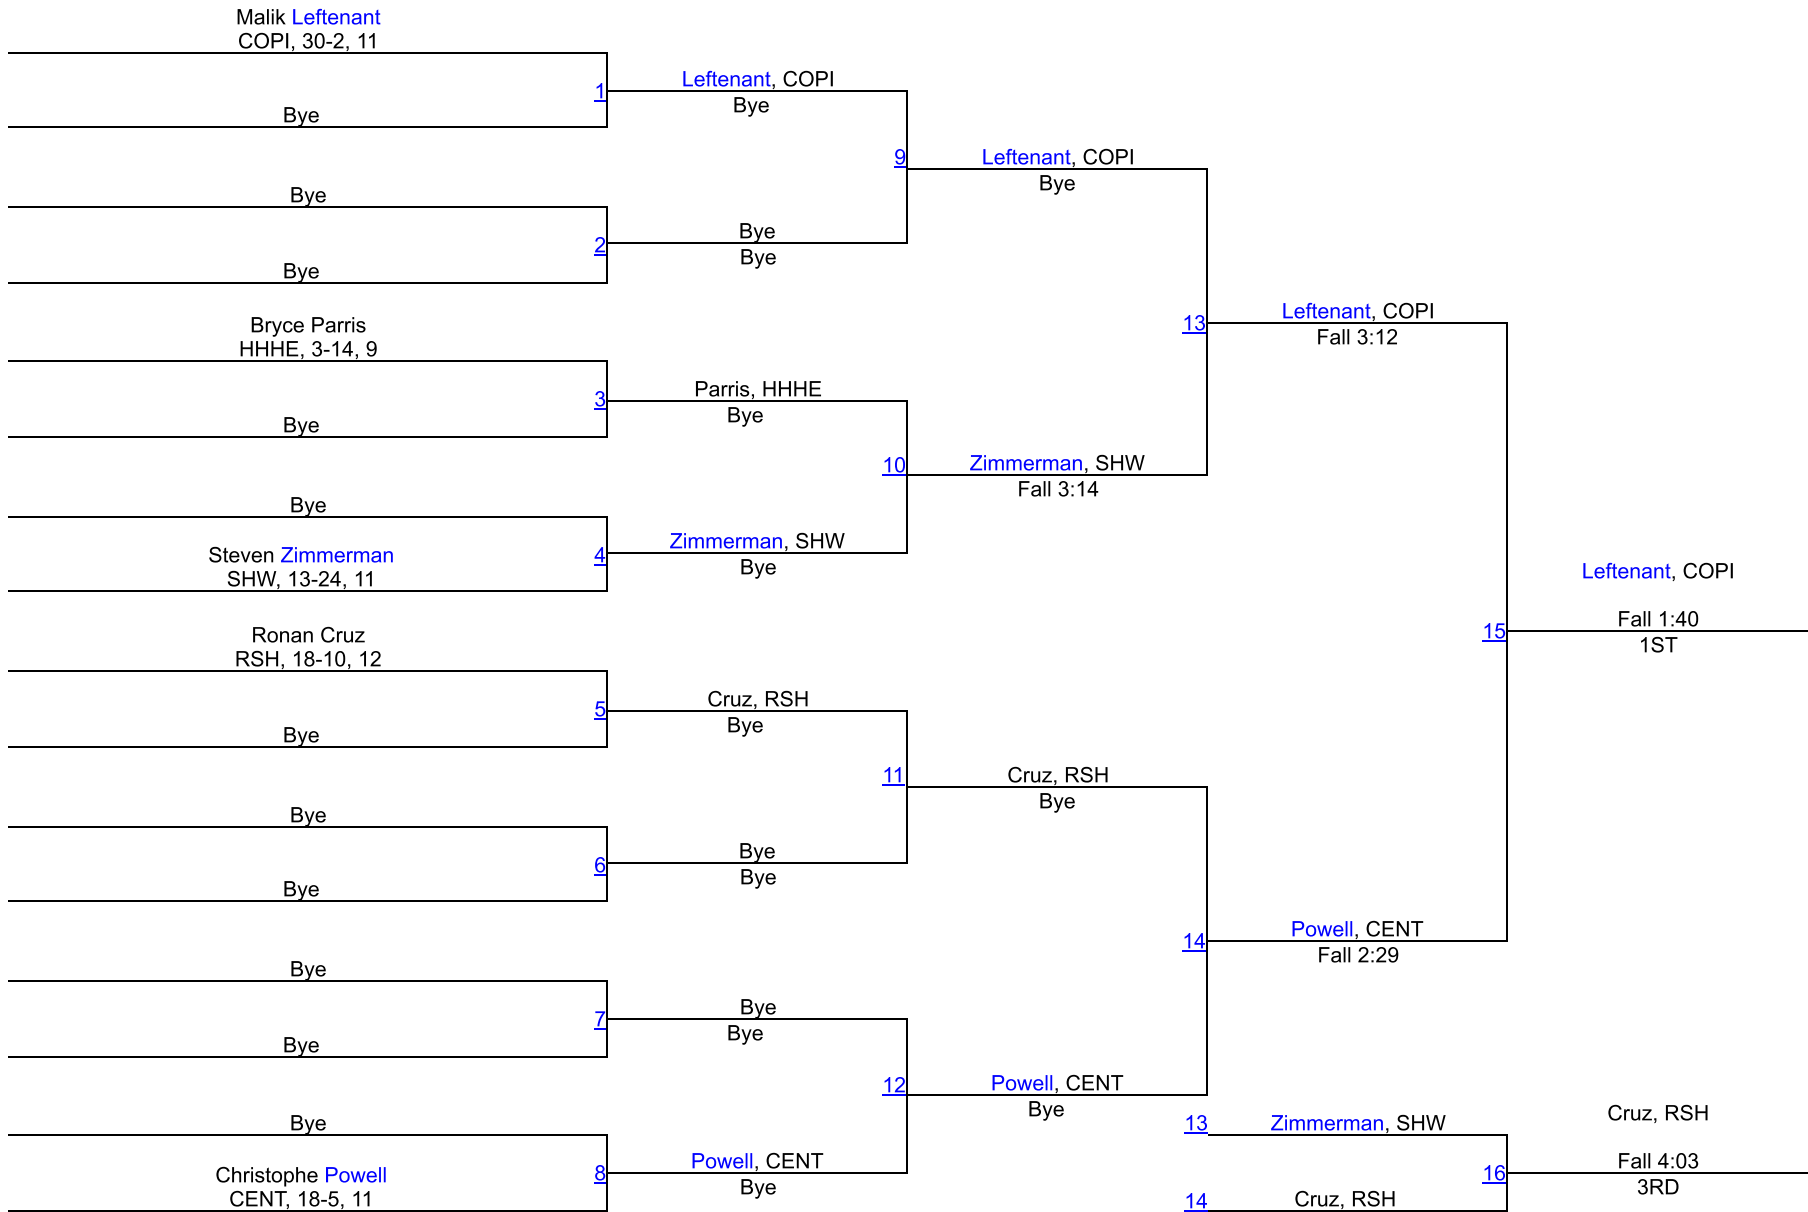 Malik Leftenant
COPI, 30-2, 11
Bye
1
Leftenant, COPI
Bye
Bye
Bye
2
Bye
Bye
9
Leftenant, COPI
Bye
Bryce Parris
HHHE, 3-14, 9
Bye
3
Parris, HHHE
Bye
Bye
Steven Zimmerman
SHW, 13-24, 11
4
Zimmerman, SHW
Bye
10
Zimmerman, SHW
Fall 3:14
13
Leftenant, COPI
Fall 3:12
Ronan Cruz
RSH, 18-10, 12
Bye
5
Cruz, RSH
Bye
Bye
Bye
6
Bye
Bye
11
Cruz, RSH
Bye
Bye
Bye
7
Bye
Bye
Bye
Christophe Powell
CENT, 18-5, 11
8
Powell, CENT
Bye
12
Powell, CENT
Bye
14
Powell, CENT
Fall 2:29
15
Leftenant, COPI
Fall 1:40
1ST
13
Zimmerman, SHW
14
Cruz, RSH
16
Cruz, RSH
Fall 4:03
3RD